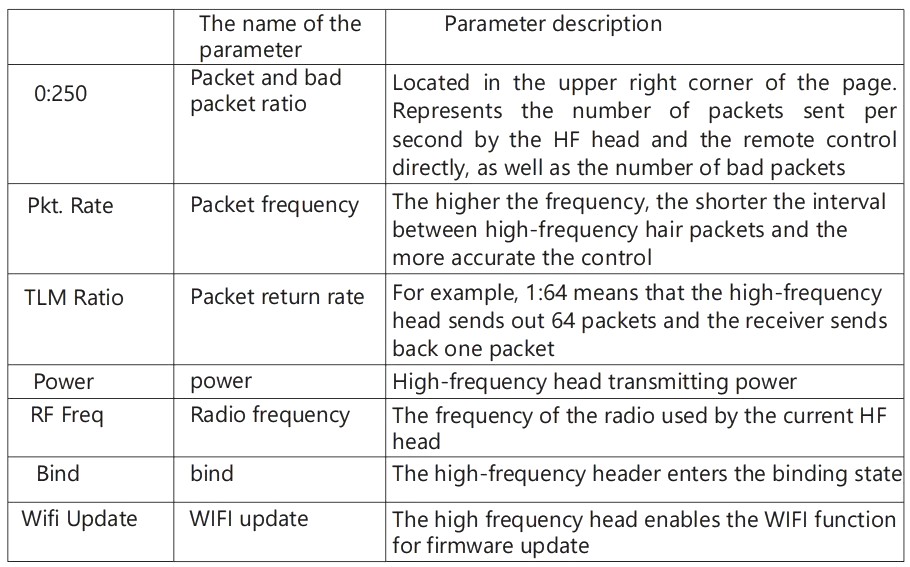 The name of the parameter
Parameter description
0:250
Packet and bad
packet ratio
Located in the upper right corner of the page.
Represents the number of packets sent per
second by the HF head and the remote control
directly, as well as the number of bad packets
Pkt. Rate
Packet frequency
The higher the frequency, the shorter the interval
between high-frequency hair packets and the
more accurate the control
TLM Ratio
Packet return rate
For example, 1:64 means that the high-frequency
head sends out 64 packets and the receiver sends
back one packet
Power
power
High-frequency head transmitting power
RF Freq
Radio frequency
The frequency of the radio used by the current HF
head
Bind
bind
The high-frequency header enters the binding state
Wifi Update
WIFI update
The high frequency head enables the WIFI function
for firmware update